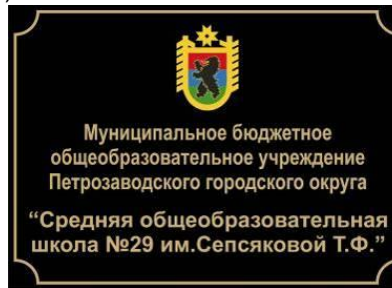 Муниципальное бюджетное
общеобразовательное учреждение
Петрозаводского городского округа
“Средняя общеобразовательная
школа №29 им.Сепсяковой Т.Ф.”